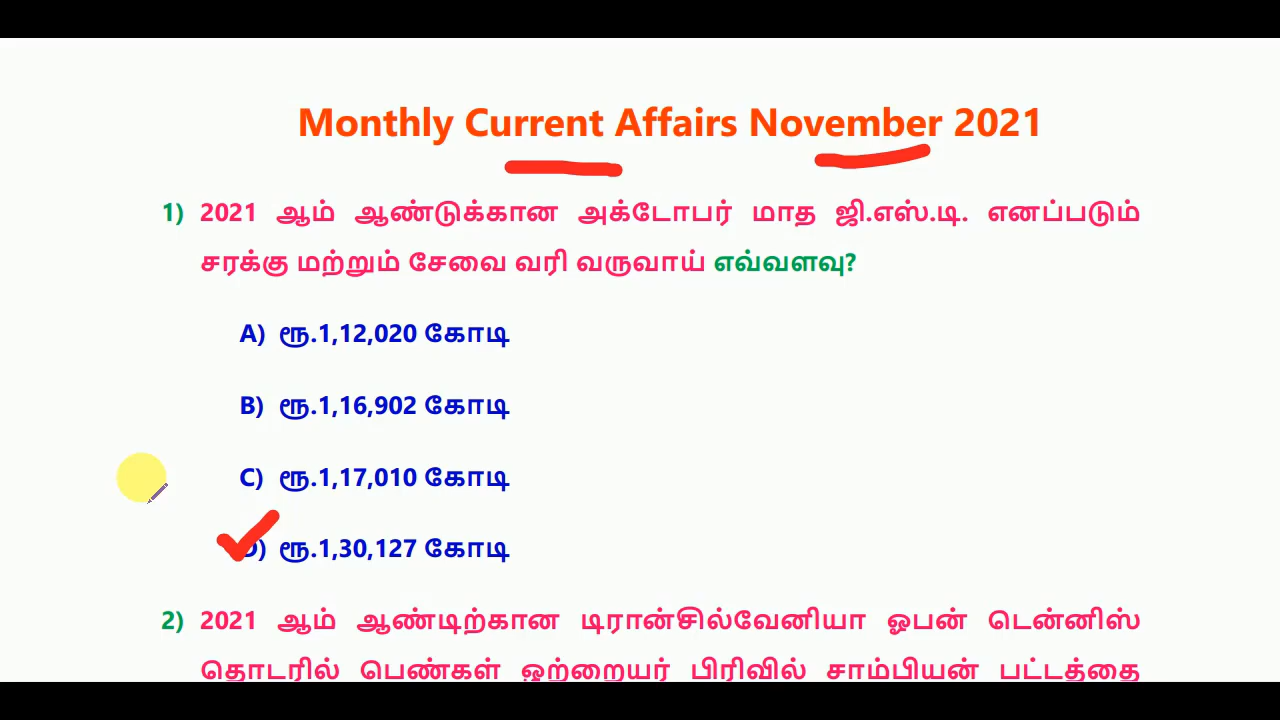 Monthly Current Affairs November 2021
1) 2021 ஆம் ஆண்டுக்கான அக்டோபர் மாத ஜி.எஸ்.டி. எனப்படும்
சரக்கு மற்றும் சேவை வரி வருவாய் எவ்வளவு?
A) ரூ.1,12,020 கோடி
B) ரூ.1,16,902 கோடி
C) ரூ.1,17,010 கோடி
D) ரூ.1,30,127 கோடி
2) 2021 ஆம் ஆண்டிற்கான டிரான்சில்வேனியா ஓபன் டென்னிஸ்
தொடரில் பெண்கள் ஒற்றையர் பிரிவில் சாம்பியன் பட்டத்தை